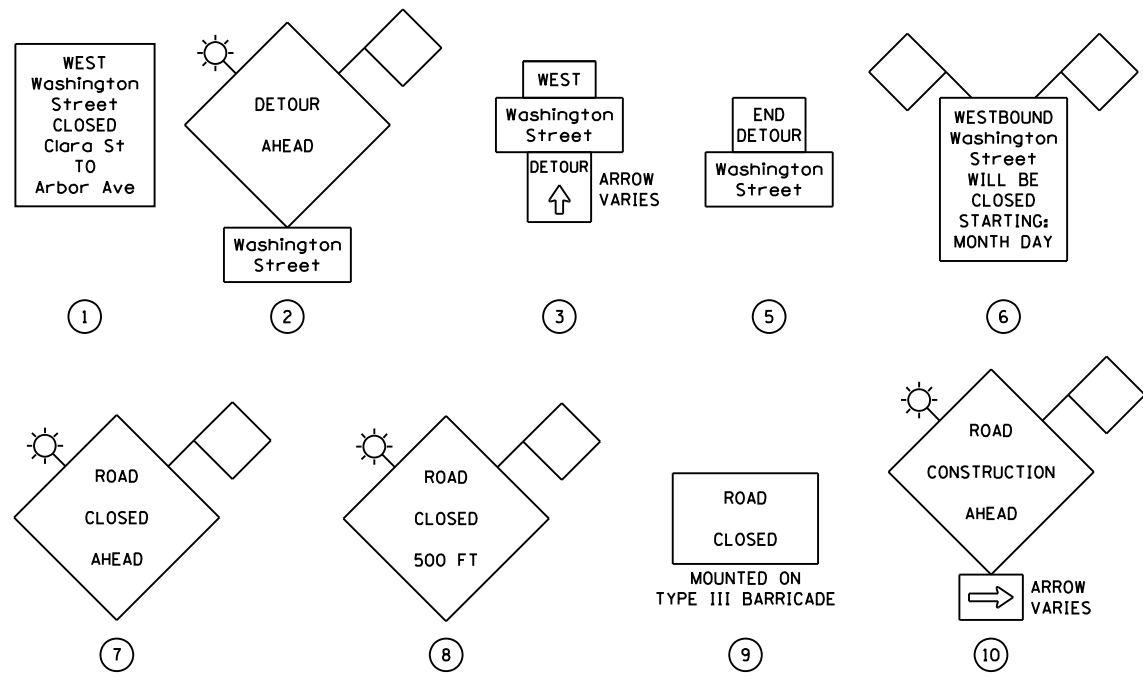 WEST
Washington
Street
CLOSED
Clara St
TO
Arbor Ave
1
DETOUR
AHEAD
Washington
Street
2
WEST
Washington
Street
DETOUR
ARROW
VARIES
3
END
DETOUR
Washington
Street
5
WESTBOUND
Washington
Street
WILL BE
CLOSED
STARTING:
MONTH DAY
6
ROAD
CLOSED
AHEAD
7
ROAD
CLOSED
500 FT
8
ROAD
CLOSED
MOUNTED ON
TYPE III BARRICADE
9
ROAD
CONSTRUCTION
AHEAD
ARROW
VARIES
10